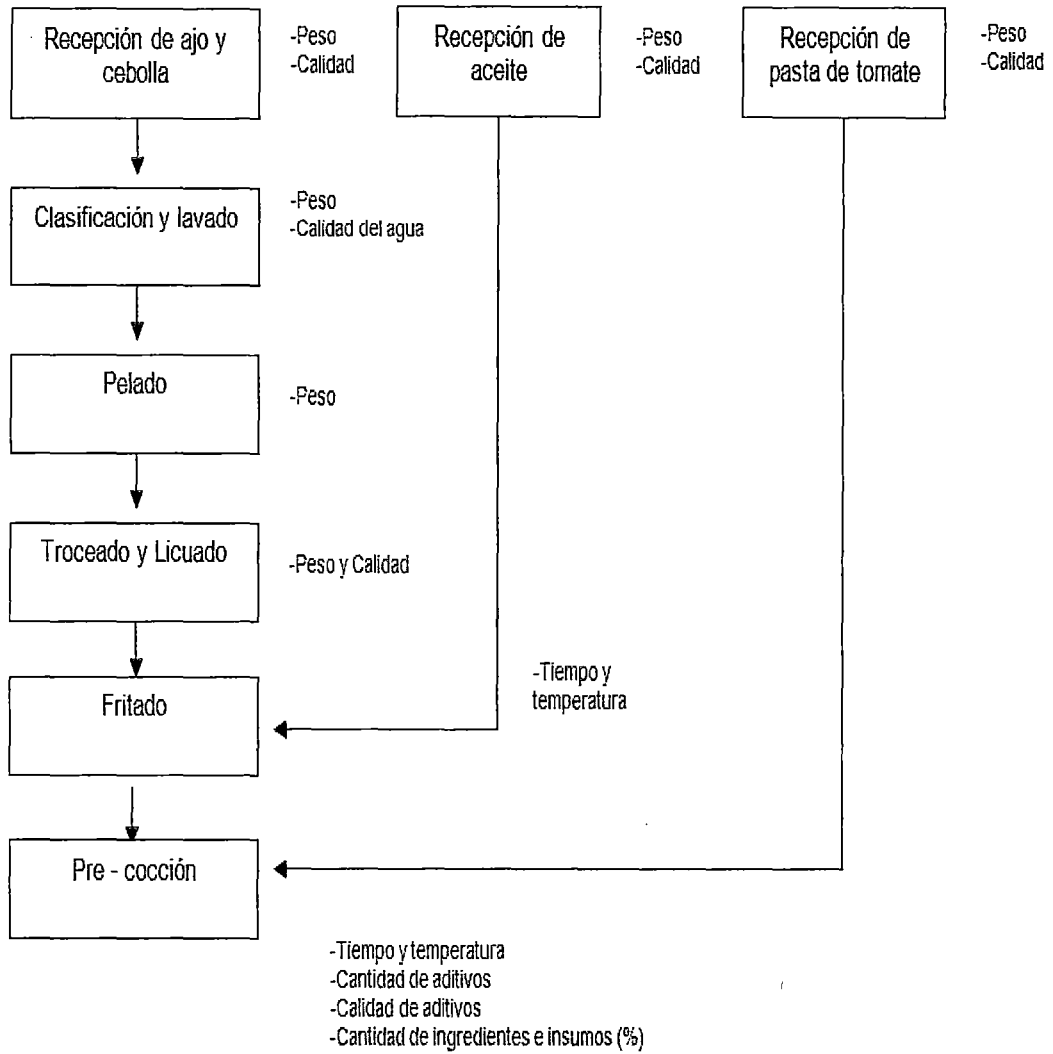 Recepción de ajo y
cebolla
-Peso
-Calidad
Recepción de
aceite
-Peso
-Calidad
Recepción de
pasta de tomate
-Peso
-Calidad
Clasificación y lavado
-Peso
-Calidad del agua
Pelado
-Peso
Troceado y Licuado
-Peso y Calidad
Fritado
-Tiempo y
temperatura
Pre - cocción
-Tiempo y temperatura
-Cantidad de aditivos
-Calidad de aditivos
-Cantidad de ingredientes e insumos (%)